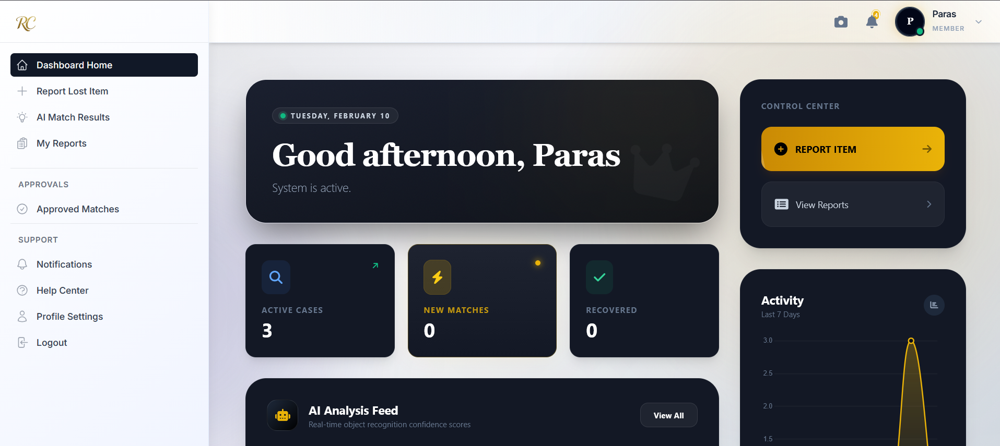 RC
4
P
Paras
MEMBER
Dashboard Home
Report Lost Item
AI Match Results
My Reports
APPROVALS
Approved Matches
SUPPORT
Notifications
Help Center
Profile Settings
Logout
TUESDAY, FEBRUARY 10
Good afternoon, Paras
System is active.
ACTIVE CASES
3
NEW MATCHES
0
RECOVERED
0
AI Analysis Feed
Real-time object recognition confidence scores
View All
CONTROL CENTER
REPORT ITEM
View Reports
Activity
Last 7 Days
3.0
2.5
2.0
1.5